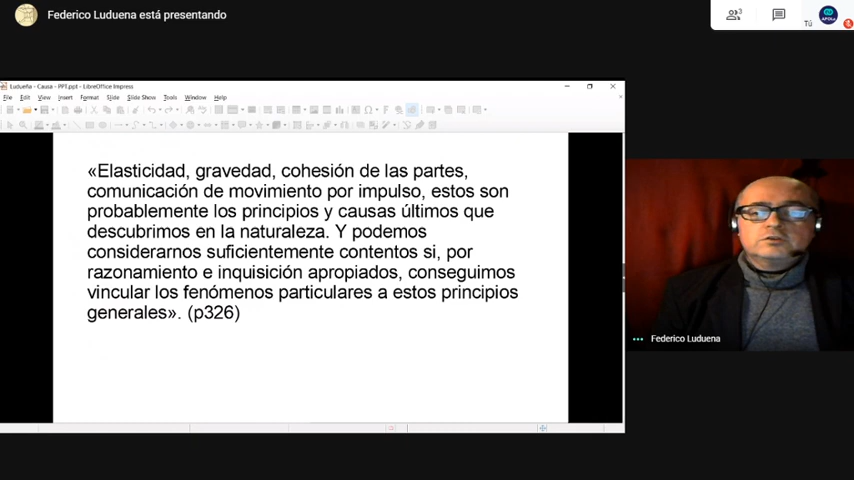 Federico Luduena está presentando
3
Tú
APOLa
Ludueña - Causa - PPT.ppt - LibreOffice Impress
File Edit View Insert Format Slide Slide Show Tools Window Help
«Elasticidad, gravedad, cohesión de las partes,
comunicación de movimiento por impulso, estos son
probablemente los principios y causas últimos que
descubrimos en la naturaleza. Y podemos
considerarnos suficientemente contentos si, por
razonamiento e inquisición apropiados, conseguimos
vincular los fenómenos particulares a estos principios
generales». (p326)
Federico Luduena